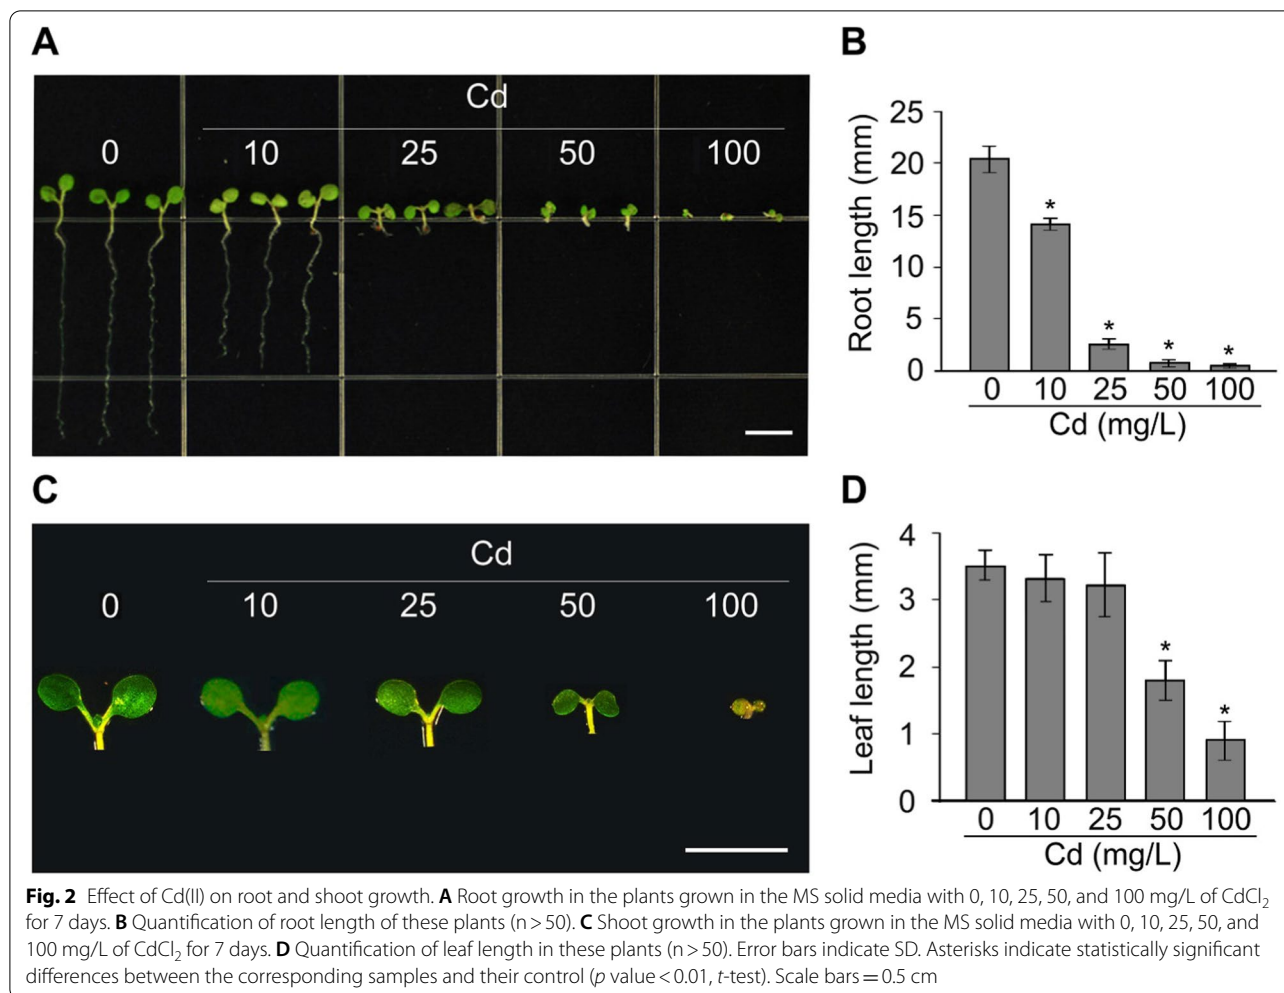 A
Cd
0 10 25 50 100
B
Root length (mm)
25
20
15
10
5
0
* * * *
0 10 25 50 100
Cd (mg/L)
C
Cd
0 10 25 50 100
D
Leaf length (mm)
4
3
2
1
0
* *
0 10 25 50 100
Cd (mg/L)
Fig. 2 Effect of Cd(II) on root and shoot growth. A Root growth in the plants grown in the MS solid media with 0, 10, 25, 50, and 100 mg/L of CdCl₂
for 7 days. B Quantification of root length of these plants (n > 50). C Shoot growth in the plants grown in the MS solid media with 0, 10, 25, 50, and
100 mg/L of CdCl₂ for 7 days. D Quantification of leaf length in these plants (n > 50). Error bars indicate SD. Asterisks indicate statistically significant
differences between the corresponding samples and their control (p value < 0.01, t-test). Scale bars = 0.5 cm